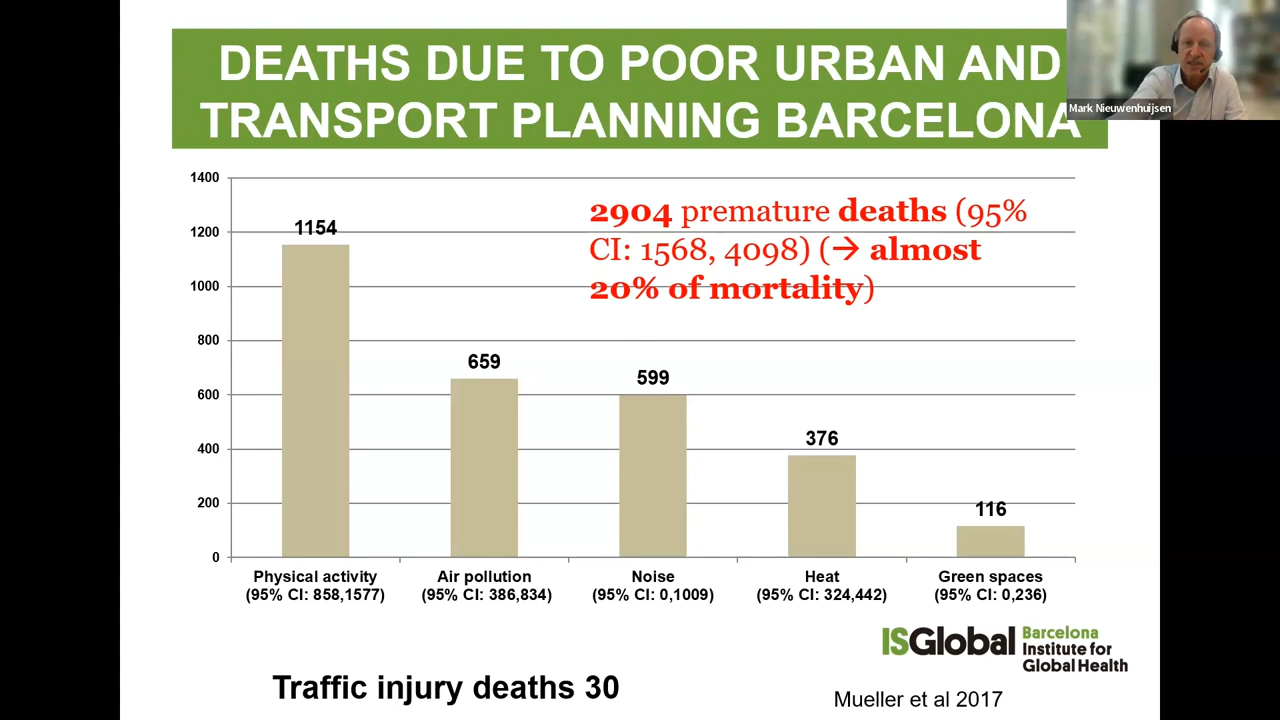 DEATHS DUE TO POOR URBAN AND
TRANSPORT PLANNING BARCELONA
Mark Nieuwenhuijsen
2904 premature deaths (95%
CI: 1568, 4098) (→ almost
20% of mortality)
1400
1200
1000
800
600
400
200
0
1154
659
599
376
116
Physical activity
(95% CI: 858,1577)
Air pollution
(95% CI: 386,834)
Noise
(95% CI: 0,1009)
Heat
(95% CI: 324,442)
Green spaces
(95% CI: 0,236)
ISGlobal
Barcelona
Institute for
Global Health
Traffic injury deaths 30
Mueller et al 2017